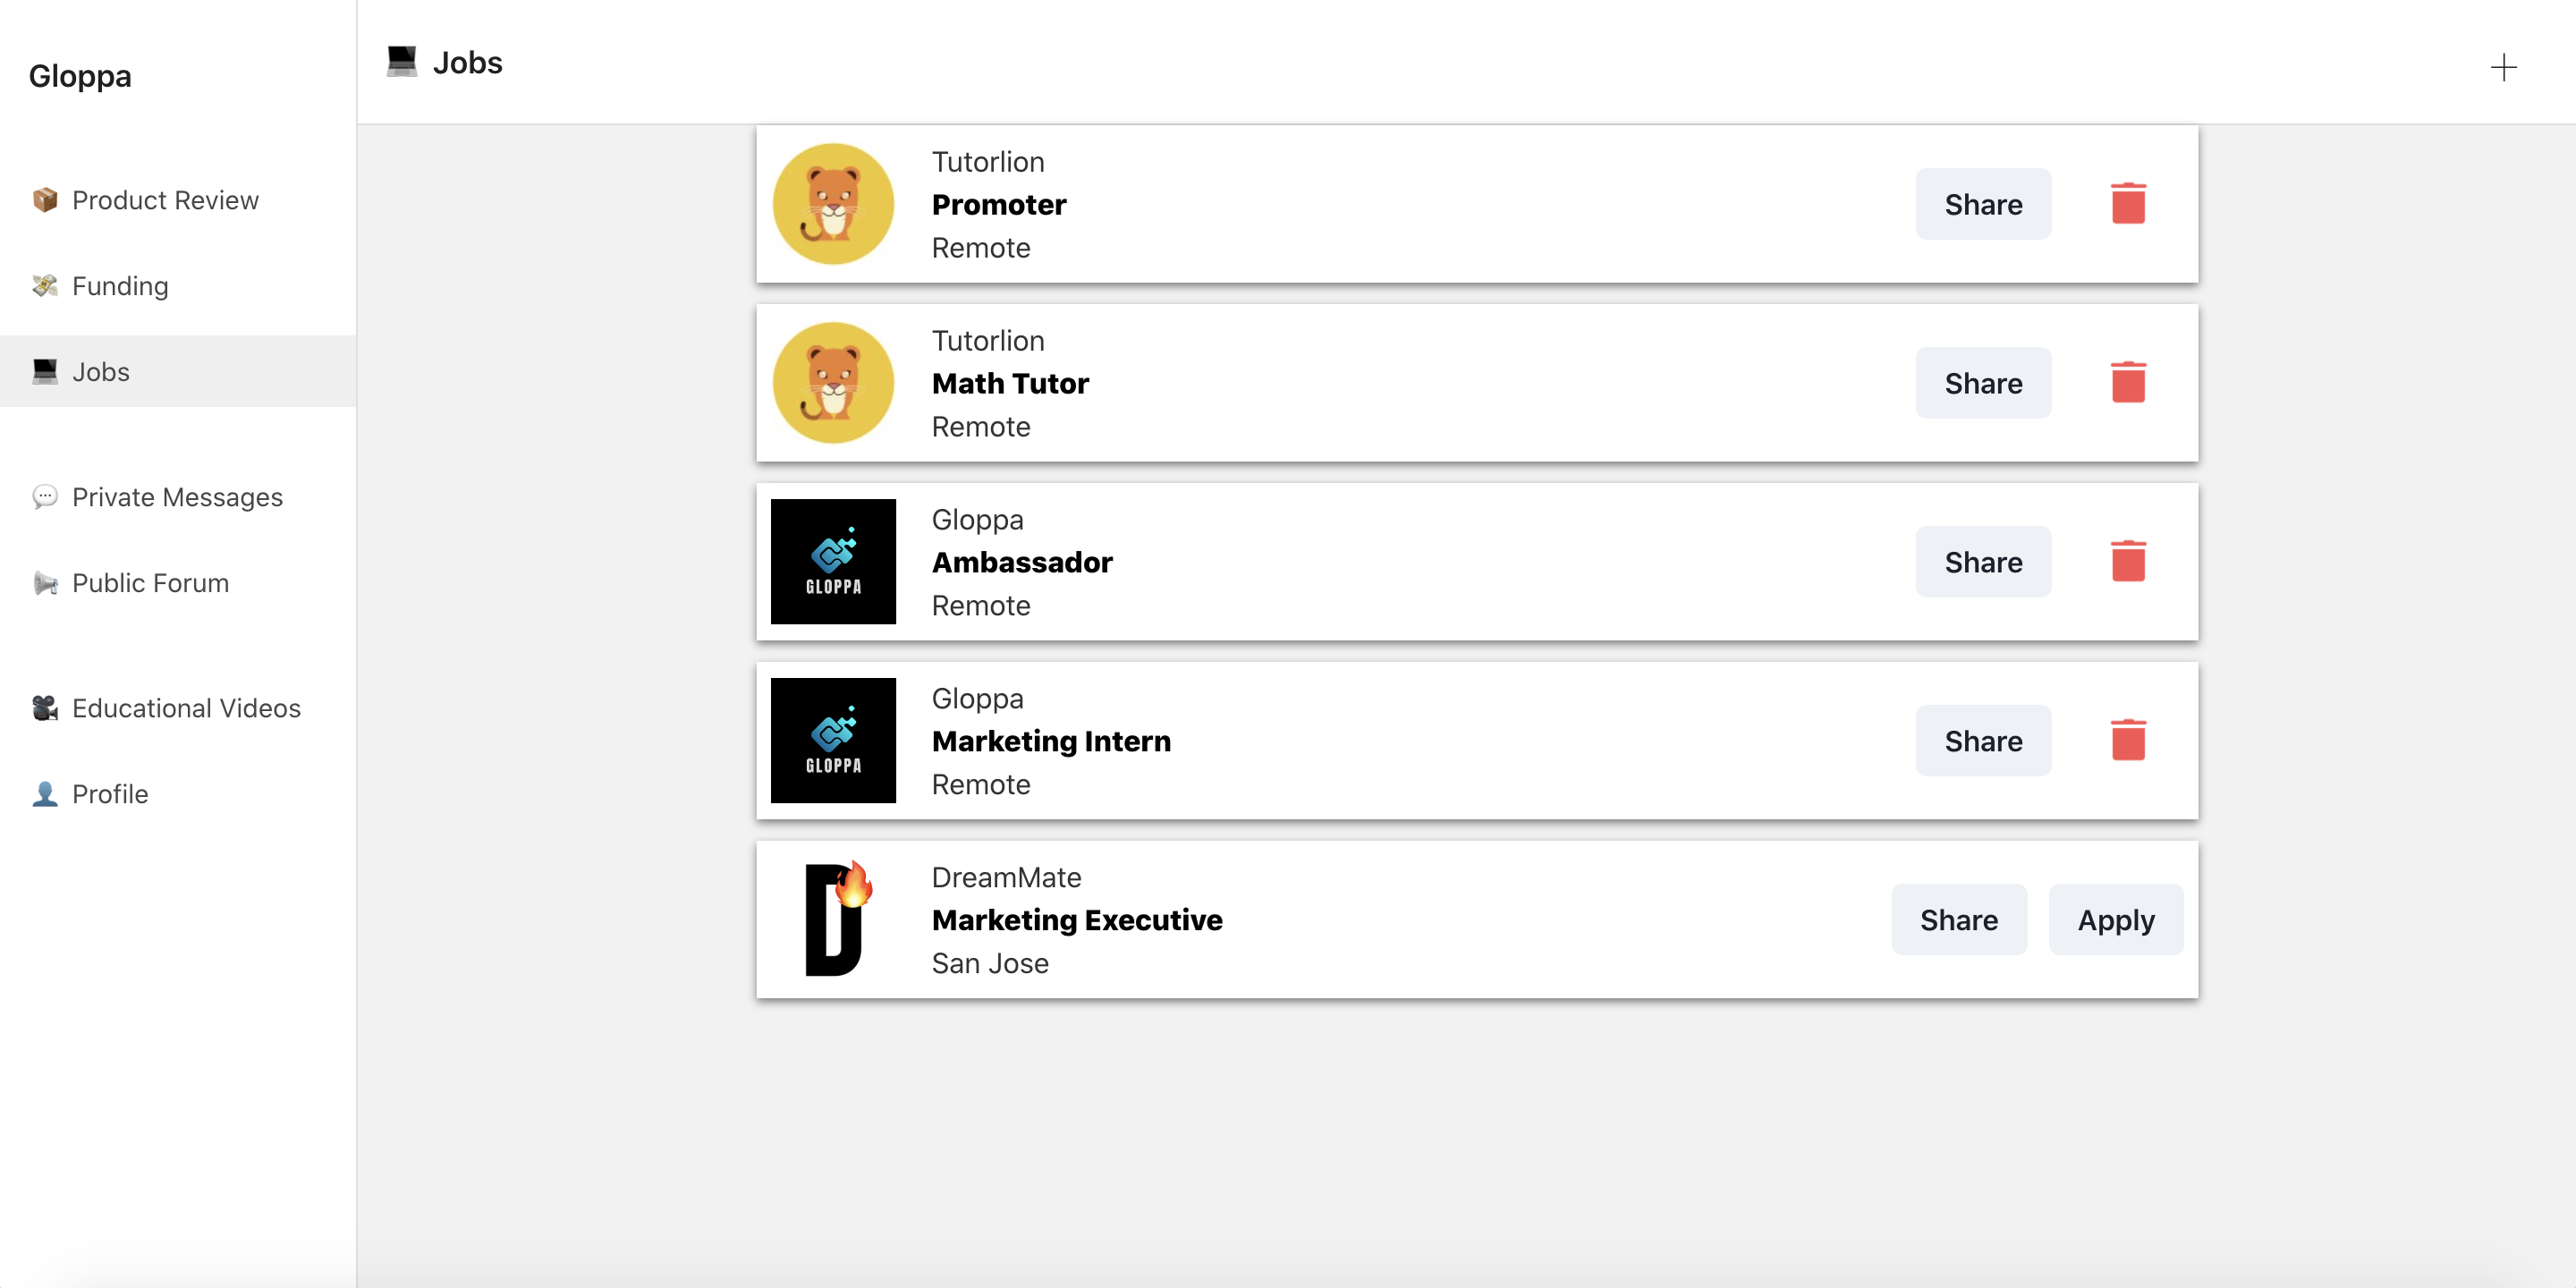 Gloppa
Product Review
Funding
Jobs
Private Messages
Public Forum
Educational Videos
Profile
Jobs
Tutorlion
Promoter
Remote
Share
Tutorlion
Math Tutor
Remote
Share
GLOPPA
Gloppa
Ambassador
Remote
Share
GLOPPA
Gloppa
Marketing Intern
Remote
Share
D
DreamMate
Marketing Executive
San Jose
Share
Apply